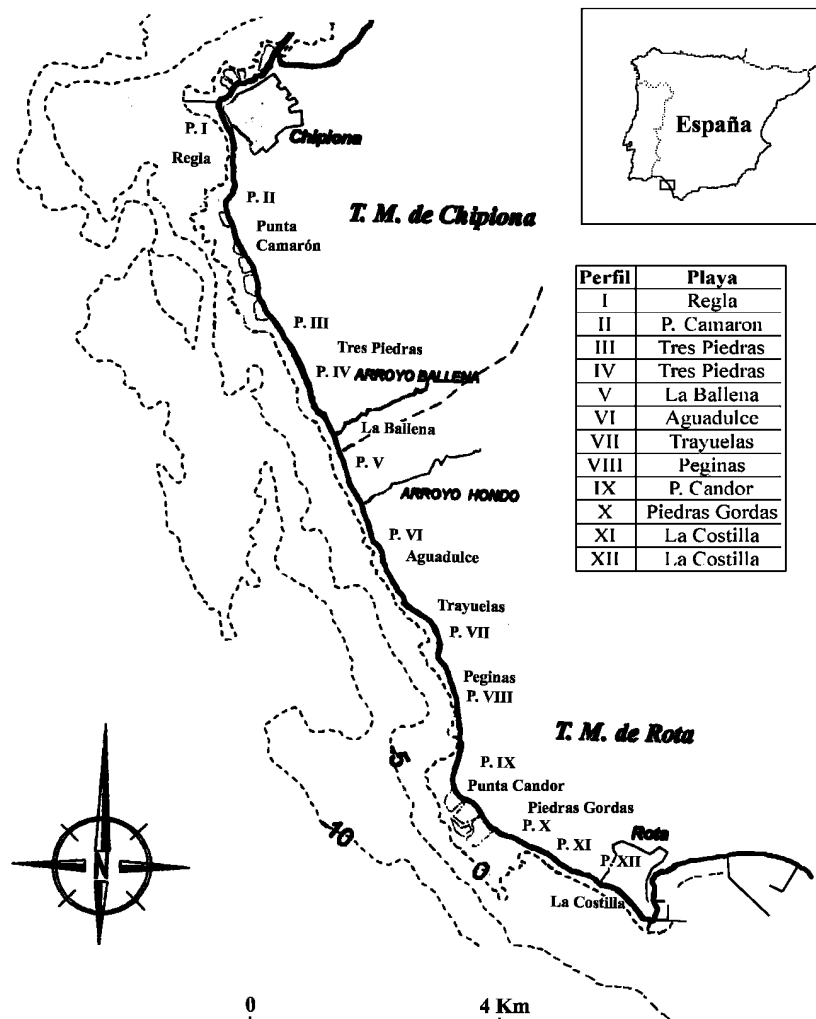 España
P. I
Chipiona
Regla
P. II
T. M. de Chipiona
Punta
Camarón
P. III
Tres Piedras
P. IV
ARROYO BALLENA
La Ballena
P. V
ARROYO HONDO
P. VI
Aguadulce
Trayuelas
P. VII
Peginas
P. VIII
T. M. de Rota
P. IX
Punta Candor
Piedras Gordas
P. X
P. XI
Rota
P. XII
La Costilla
5
10
0
N
0 4 Km
Perfil Playa
I Regla
II P. Camaron
III Tres Piedras
IV Tres Piedras
V La Ballena
VI Aguadulce
VII Trayuelas
VIII Peginas
IX P. Candor
X Piedras Gordas
XI La Costilla
XII La Costilla